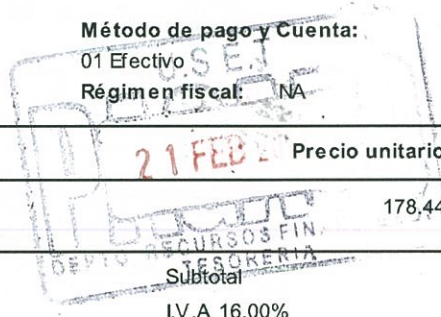 Método de pago y Cuenta:
01 Efectivo
C.S.E.J
Régimen fiscal: NA
21 FEB
Precio unitario
178.44
DEPTO RECURSOS FIN.
TESORERIA
Subtotal
I.V.A 16.00%